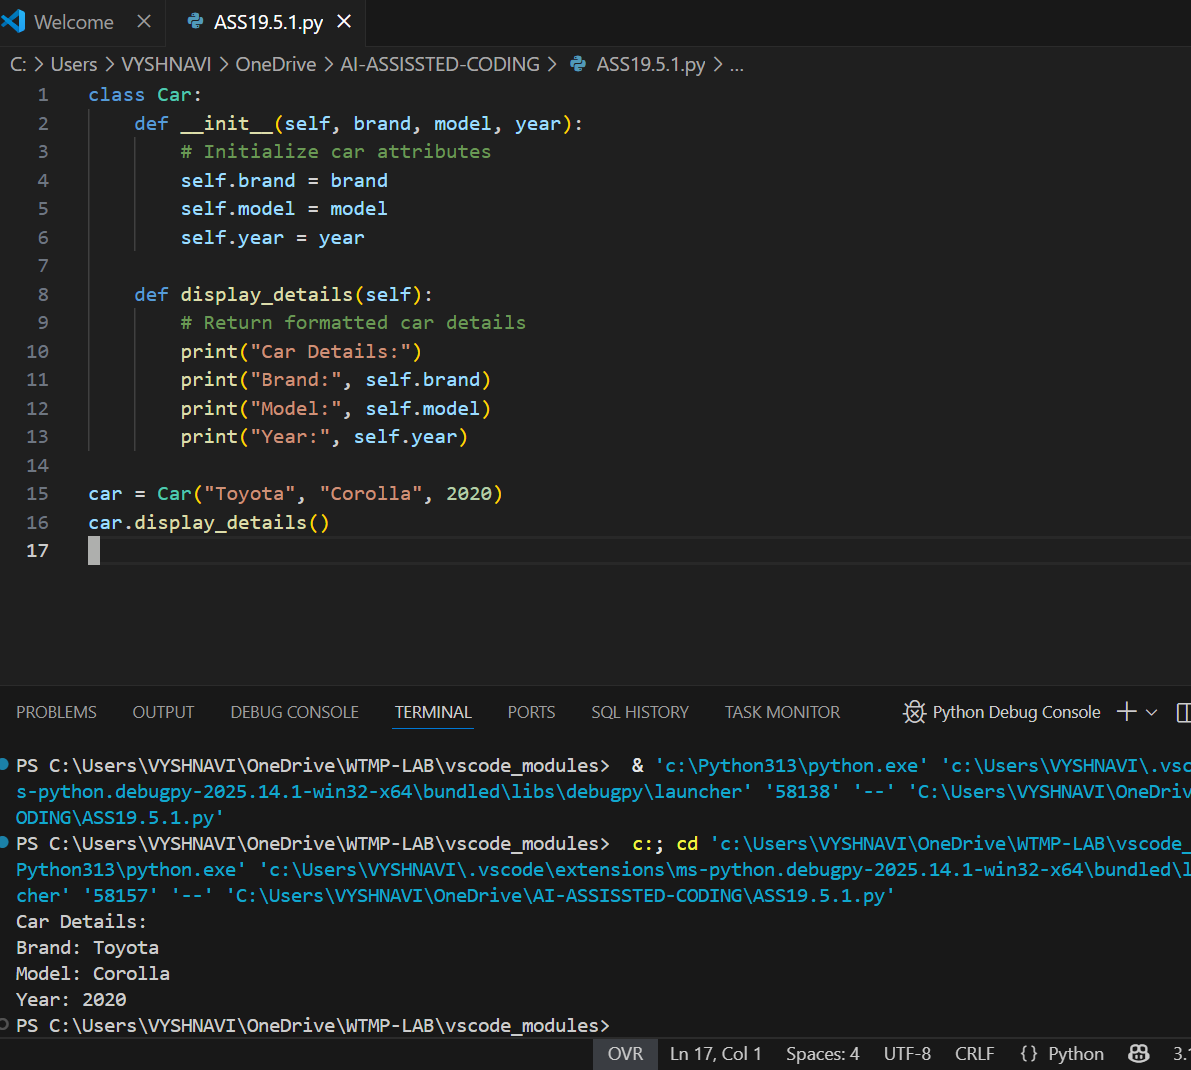 Welcome ASS19.5.1.py
C: > Users > VYSHNAVI > OneDrive > AI-ASSISSTED-CODING > ASS19.5.1.py > ...
1 class Car:
2     def __init__(self, brand, model, year):
3         # Initialize car attributes
4         self.brand = brand
5         self.model = model
6         self.year = year
7
8     def display_details(self):
9         # Return formatted car details
10         print("Car Details:")
11         print("Brand:", self.brand)
12         print("Model:", self.model)
13         print("Year:", self.year)
14
15 car = Car("Toyota", "Corolla", 2020)
16 car.display_details()
17
PROBLEMS OUTPUT DEBUG CONSOLE TERMINAL PORTS SQL HISTORY TASK MONITOR Python Debug Console
PS C:\Users\VYSHNAVI\OneDrive\WTMP-LAB\vscode_modules>  & 'c:\Python313\python.exe' 'c:\Users\VYSHNAVI\.vsc
s-python.debugpy-2025.14.1-win32-x64\bundled\libs\debugpy\launcher' '58138' '--' 'C:\Users\VYSHNAVI\OneDriv
ODING\ASS19.5.1.py'
PS C:\Users\VYSHNAVI\OneDrive\WTMP-LAB\vscode_modules>  c:; cd 'c:\Users\VYSHNAVI\OneDrive\WTMP-LAB\vscode_
Python313\python.exe' 'c:\Users\VYSHNAVI\.vscode\extensions\ms-python.debugpy-2025.14.1-win32-x64\bundled\l
cher' '58157' '--' 'C:\Users\VYSHNAVI\OneDrive\AI-ASSISSTED-CODING\ASS19.5.1.py'
Car Details:
Brand: Toyota
Model: Corolla
Year: 2020
PS C:\Users\VYSHNAVI\OneDrive\WTMP-LAB\vscode_modules>
OVR Ln 17, Col 1 Spaces: 4 UTF-8 CRLF {} Python